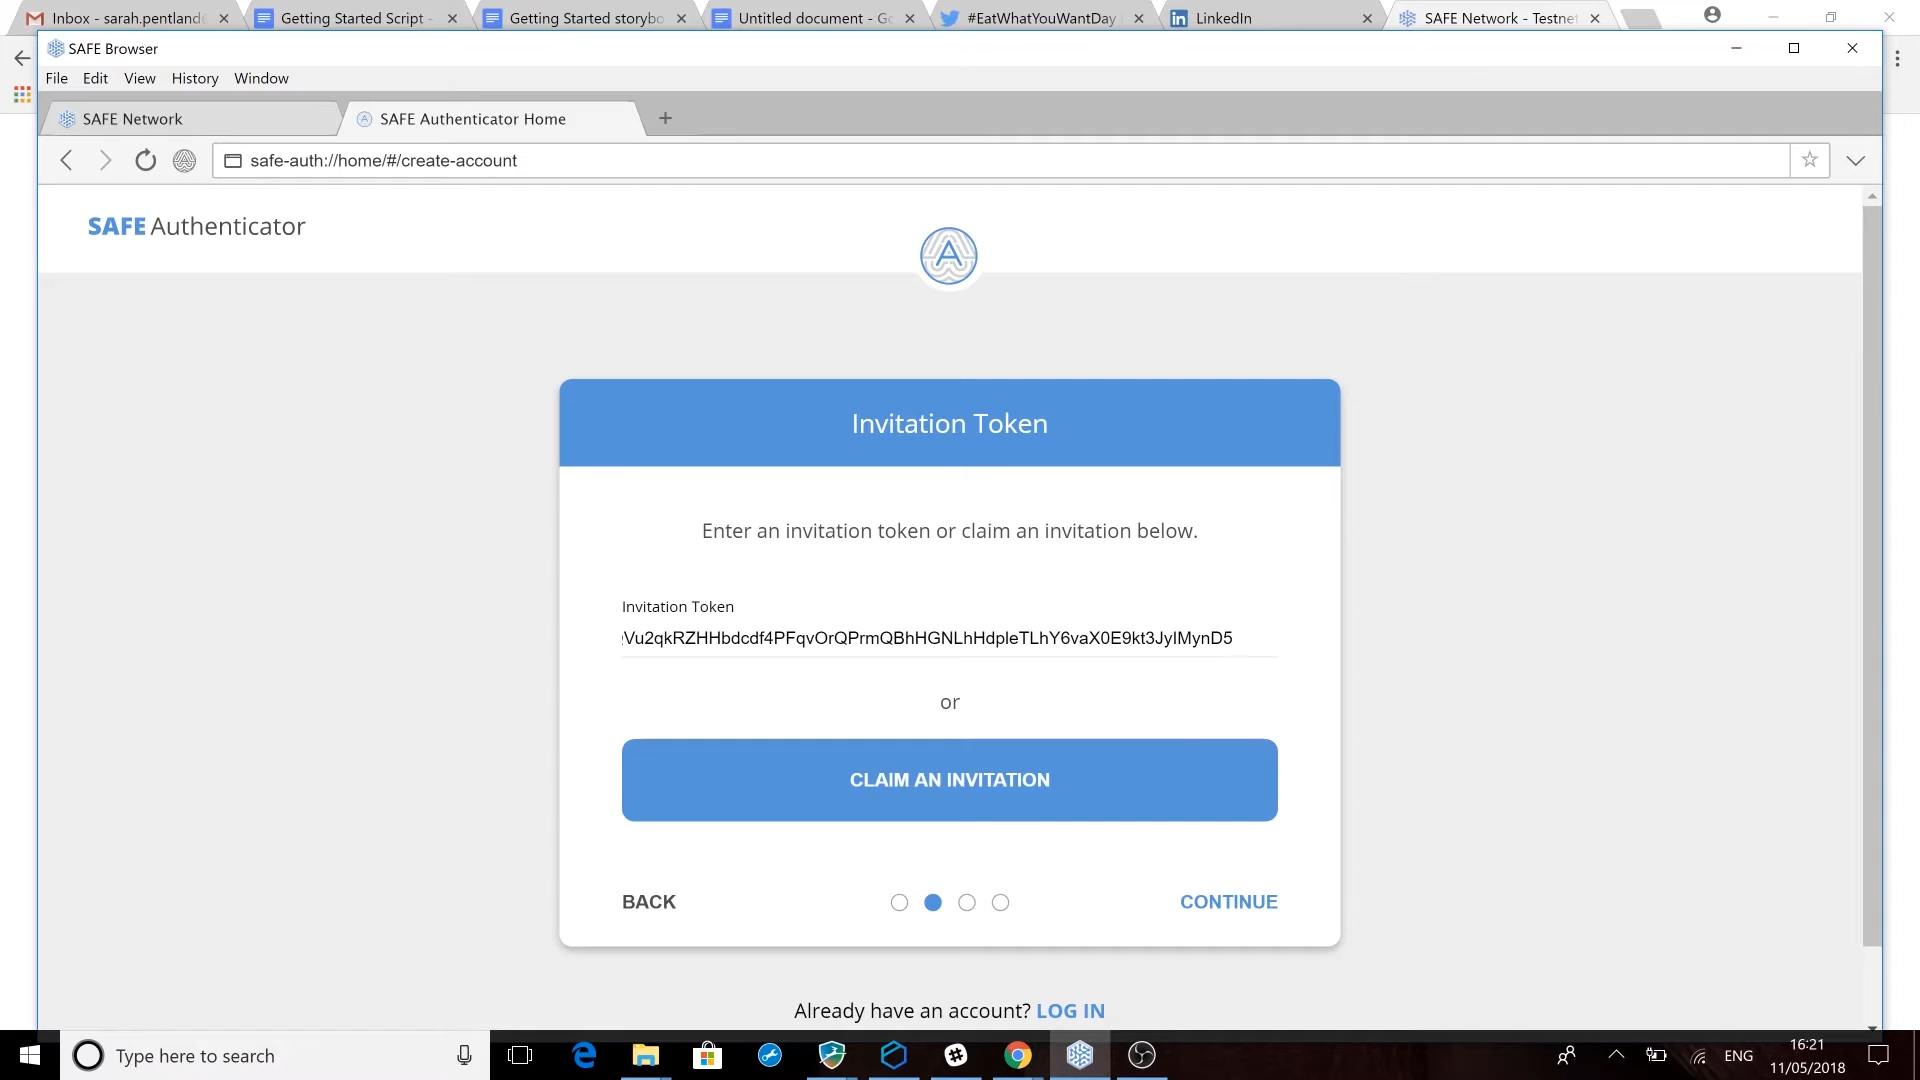 Inbox - sarah.pentland@
Getting Started Script -
Getting Started storybo
Untitled document - Go
#EatWhatYouWantDay
LinkedIn
SAFE Network - Testnet
SAFE Browser
File Edit View History Window
SAFE Network
SAFE Authenticator Home
safe-auth://home/#/create-account
SAFE Authenticator
Invitation Token
Enter an invitation token or claim an invitation below.
Invitation Token
Vu2qkRZHHbdcdf4PFqvOrQPrmQBhHGNLhHdpleTLhY6vaX0E9kt3JyIMynD5
or
CLAIM AN INVITATION
BACK
CONTINUE
Already have an account? LOG IN
Type here to search
ENG
16:21
11/05/2018